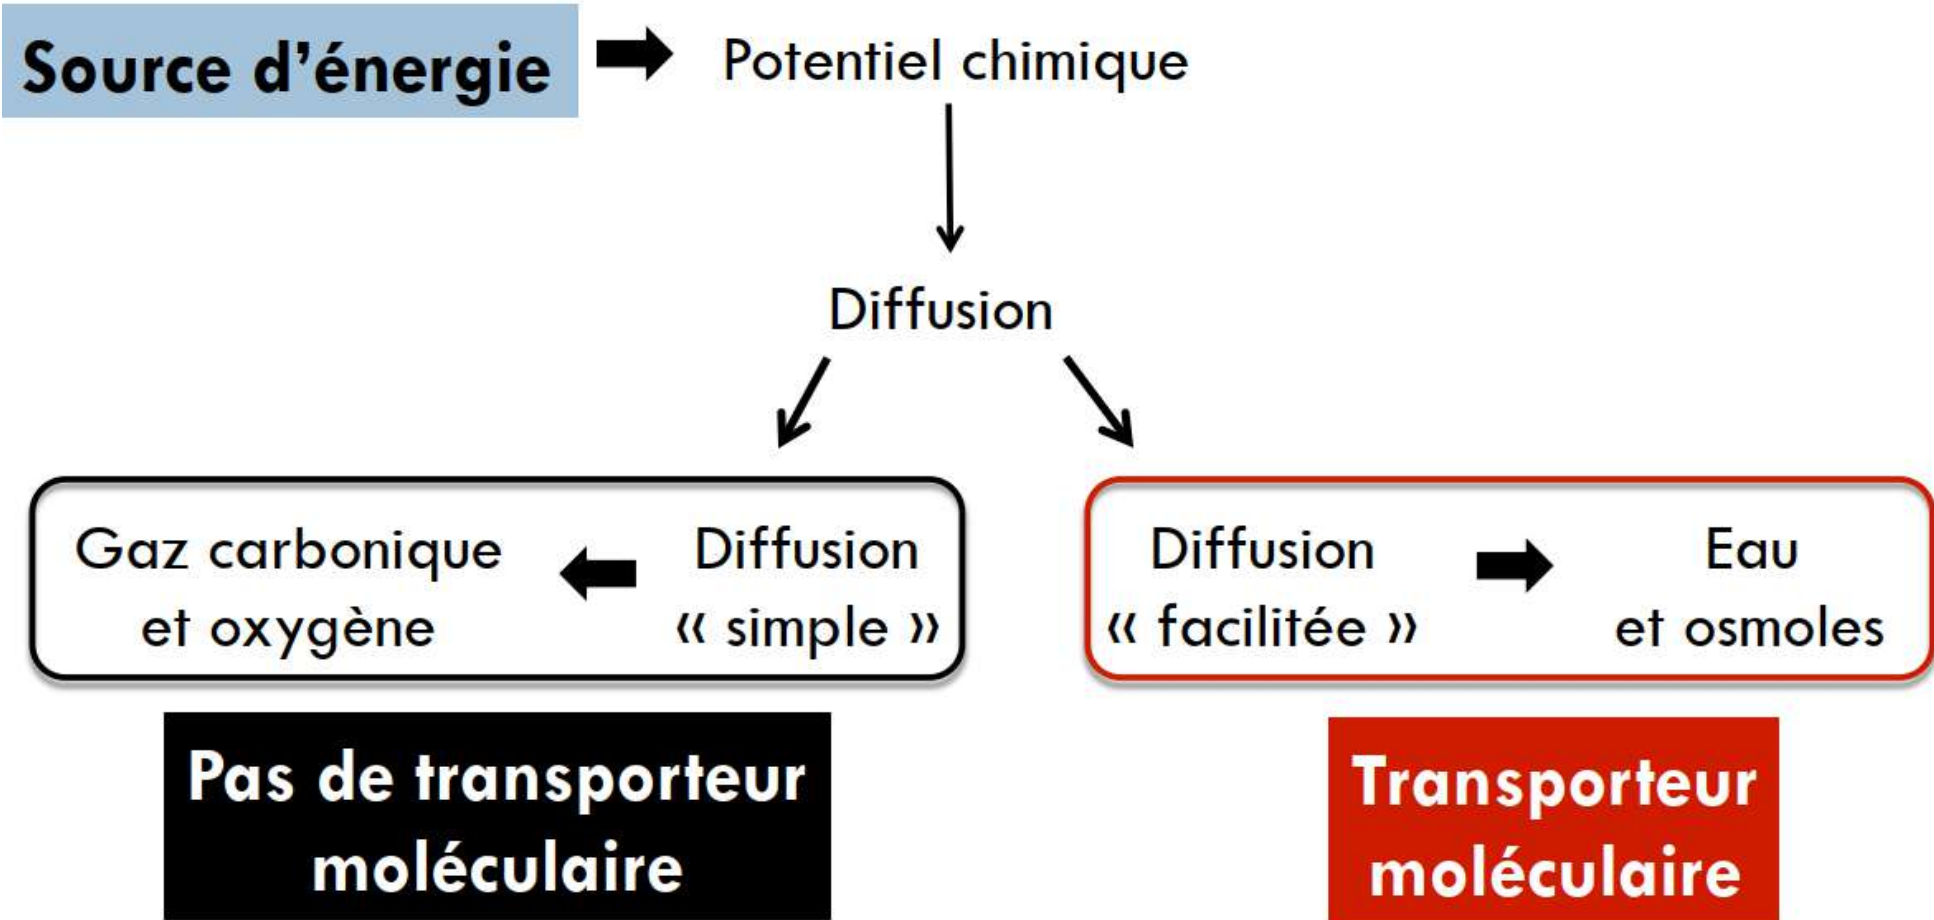 Source d’énergie
Potentiel chimique
Diffusion
Gaz carbonique
et oxygène
Diffusion
« simple »
Diffusion
« facilitée »
Eau
et osmoles
Pas de transporteur
moléculaire
Transporteur
moléculaire